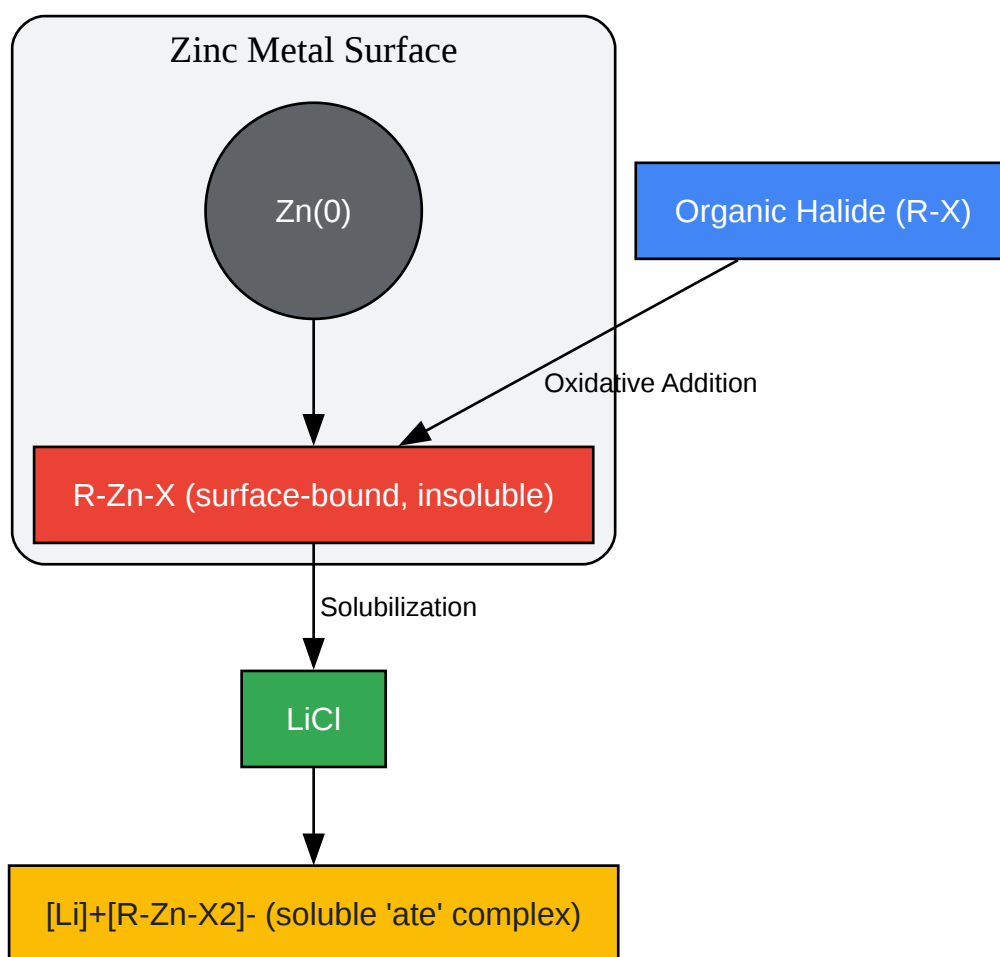 Zinc Metal Surface
Zn(0)
Organic Halide (R-X)
Oxidative Addition
R-Zn-X (surface-bound, insoluble)
Solubilization
LiCl
[Li]+[R-Zn-X2]- (soluble 'ate' complex)